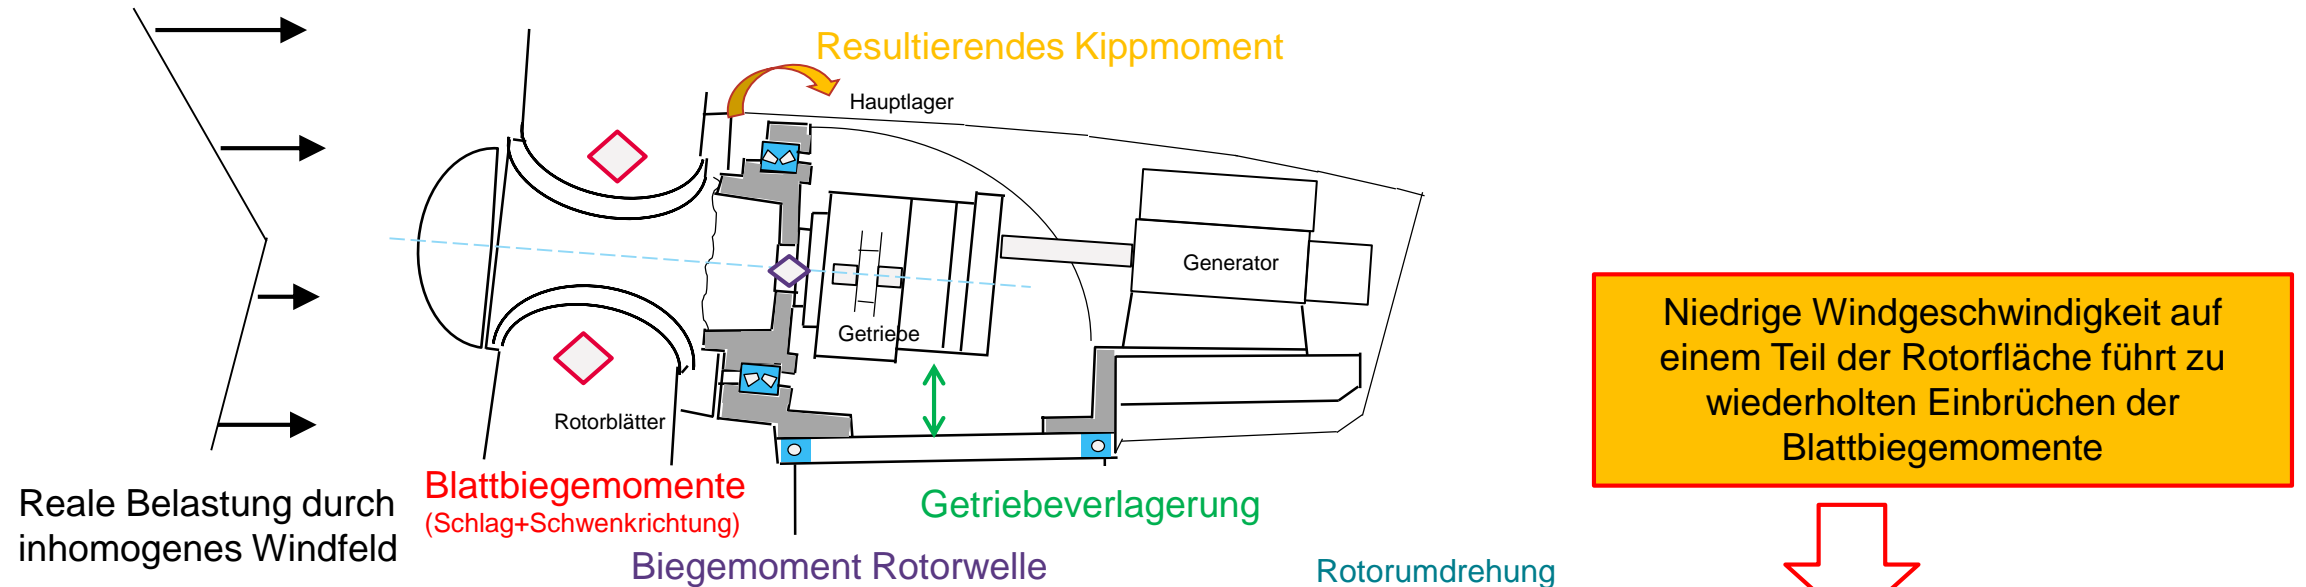 Resultierendes Kippmoment
Hauptlager
Generator
Getriebe
Rotorblätter
Niedrige Windgeschwindigkeit auf
einem Teil der Rotorfläche führt zu
wiederholten Einbrüchen der
Blattbiegemomente
Reale Belastung durch
inhomogenes Windfeld
Blattbiegemomente
(Schlag+Schwenkrichtung)
Getriebeverlagerung
Biegemoment Rotorwelle
Rotorumdrehung